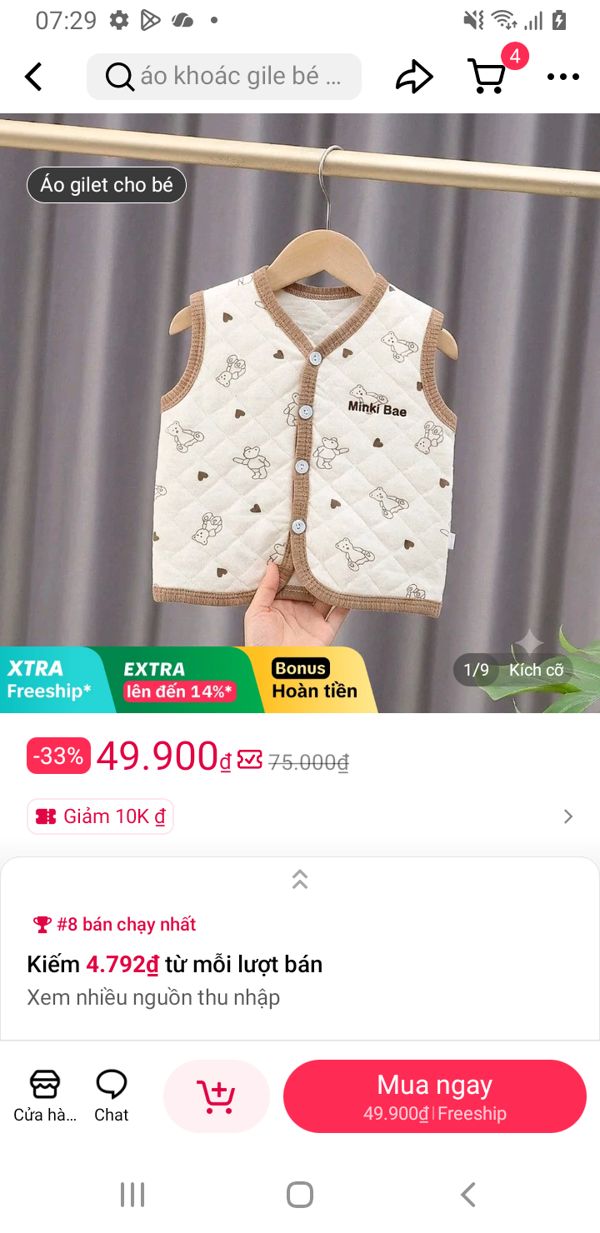 07:29
áo khoác gile bé ...
4
Áo gilet cho bé
Minki Bae
XTRA
Freeship*
EXTRA
lên đến 14%*
Bonus
Hoàn tiền
1/9 Kích cỡ
-33% 49.900₫ 75.000₫
Giảm 10K ₫
#8 bán chạy nhất
Kiếm 4.792₫ từ mỗi lượt bán
Xem nhiều nguồn thu nhập
Cửa hà...
Chat
Mua ngay
49.900₫ | Freeship